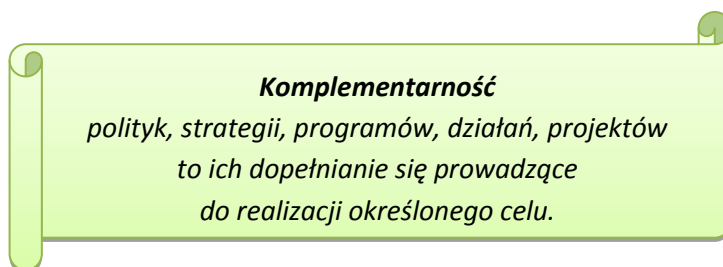 Komplementarność
polityk, strategii, programów, działań, projektów
to ich dopełnianie się prowadzące
do realizacji określonego celu.